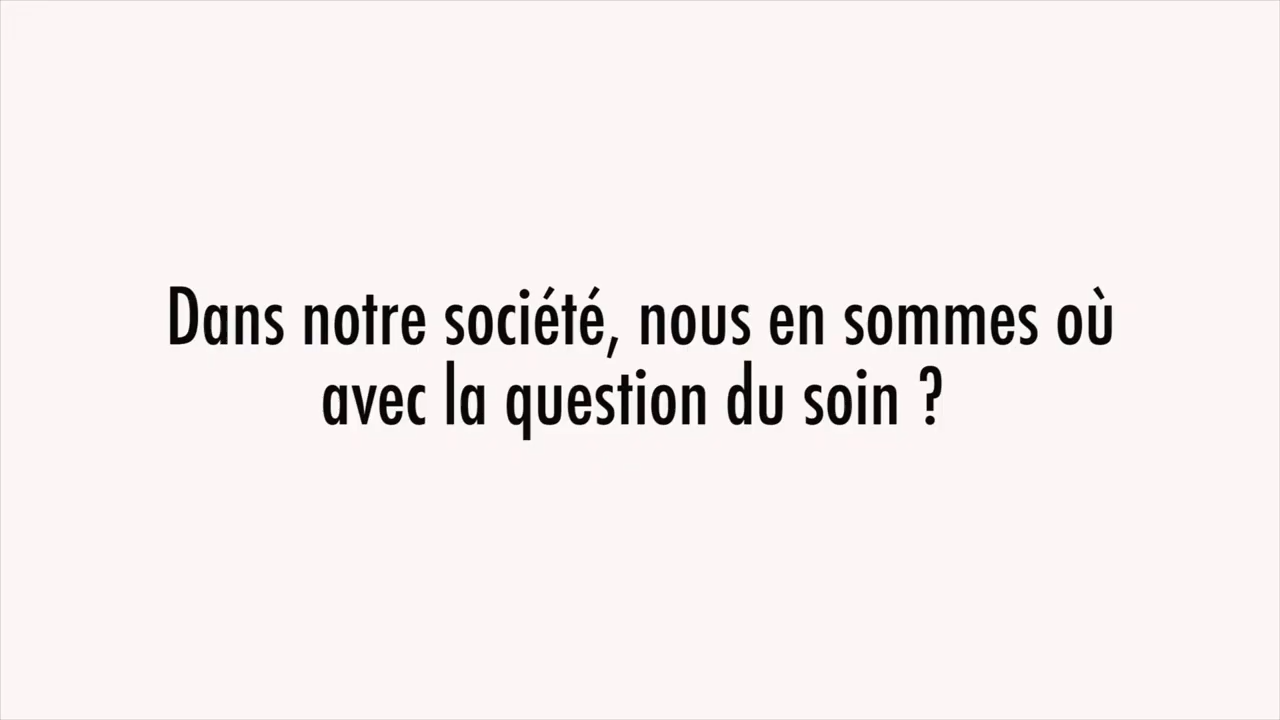 Dans notre société, nous en sommes où
avec la question du soin ?